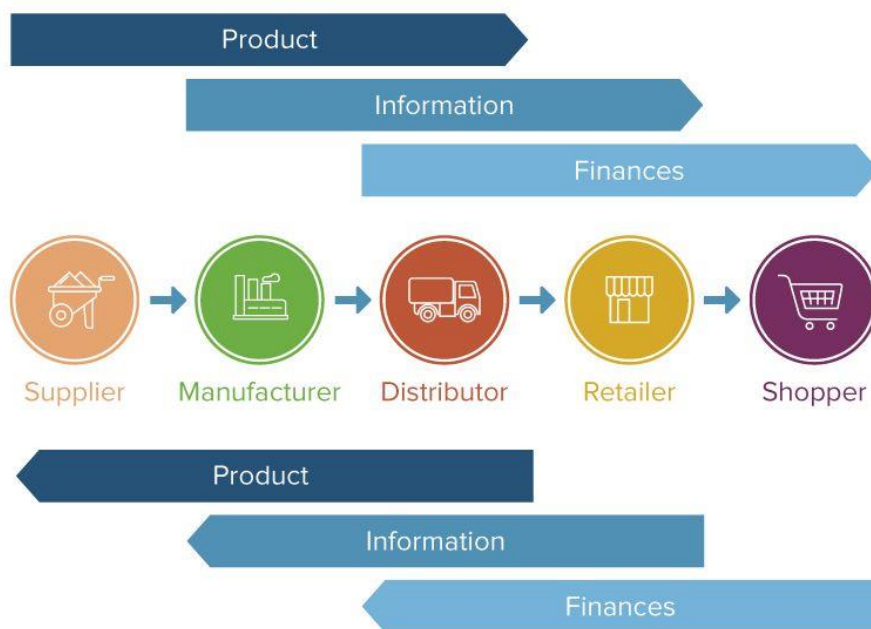 Product
Information
Finances
Supplier Manufacturer Distributor Retailer Shopper
Product
Information
Finances